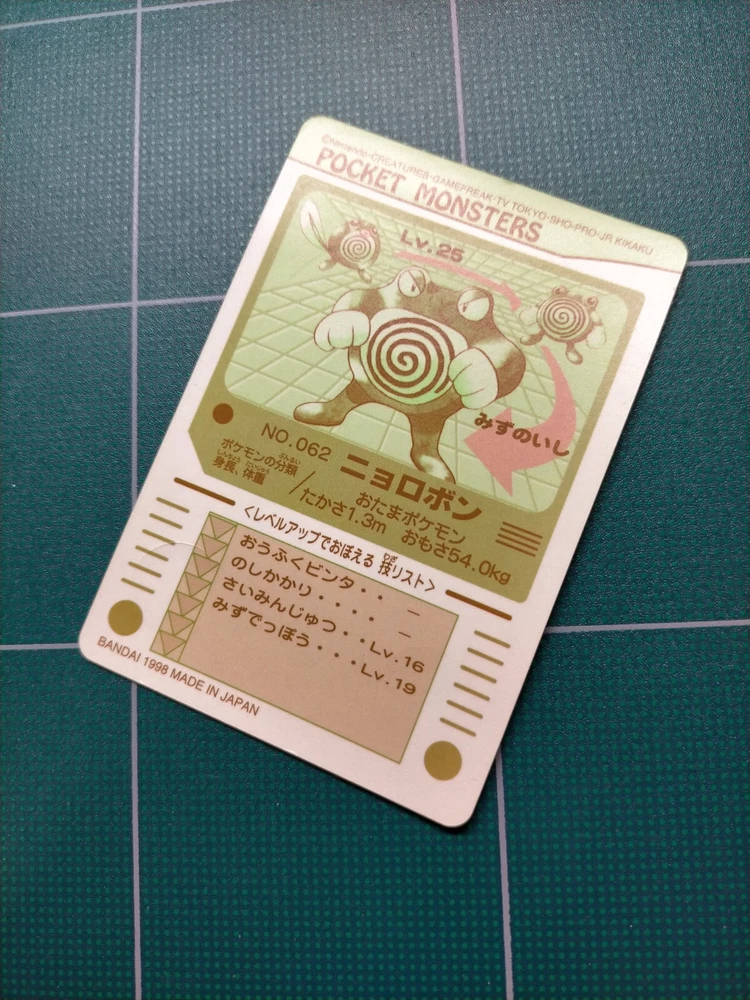 ©Nintendo·CREATURES·GAMEFREAK·TV TOKYO·SHO-PRO·JR KIKAKU
POCKET MONSTERS
Lv.25
みずのいし
NO.062 ニョロボン
ポケモンの分類 おたまポケモン
身長、体重 / たかさ1.3m おもさ54.0kg
<レベルアップでおぼえる技リスト>
おうふくビンタ・・ ー
のしかかり・・・・ ー
さいみんじゅつ・・Lv.16
みずでっぽう・・・Lv.19
BANDAI 1998 MADE IN JAPAN